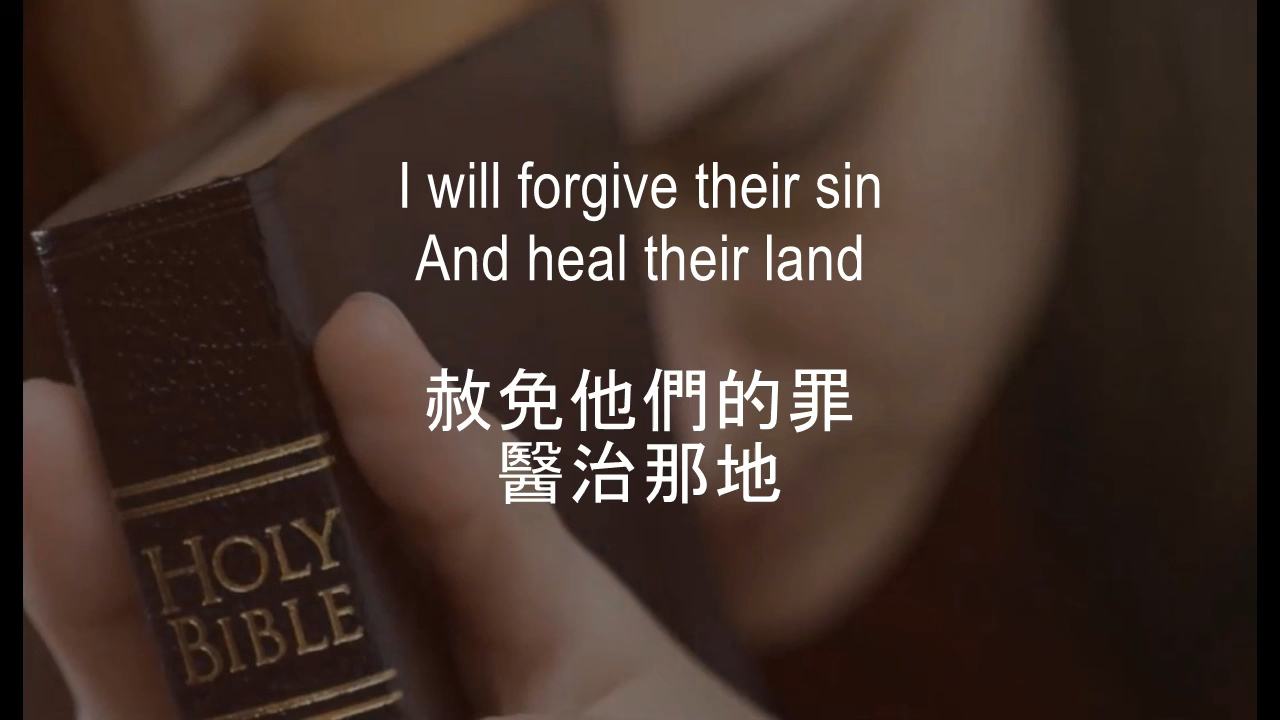 I will forgive their sin
And heal their land
赦免他們的罪
醫治那地
HOLY
BIBLE